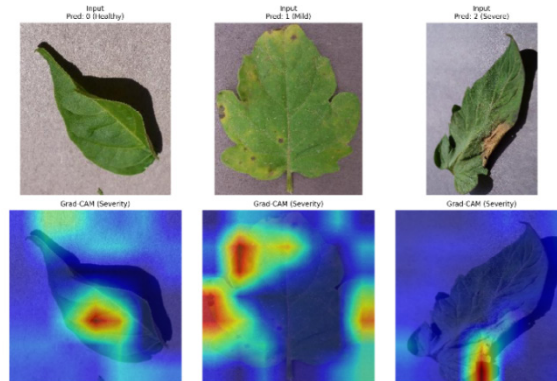 Input
Pred: 0 (Healthy)
Input
Pred: 1 (Mild)
Input
Pred: 2 (Severe)
Grad-CAM (Severity)
Grad-CAM (Severity)
Grad-CAM (Severity)